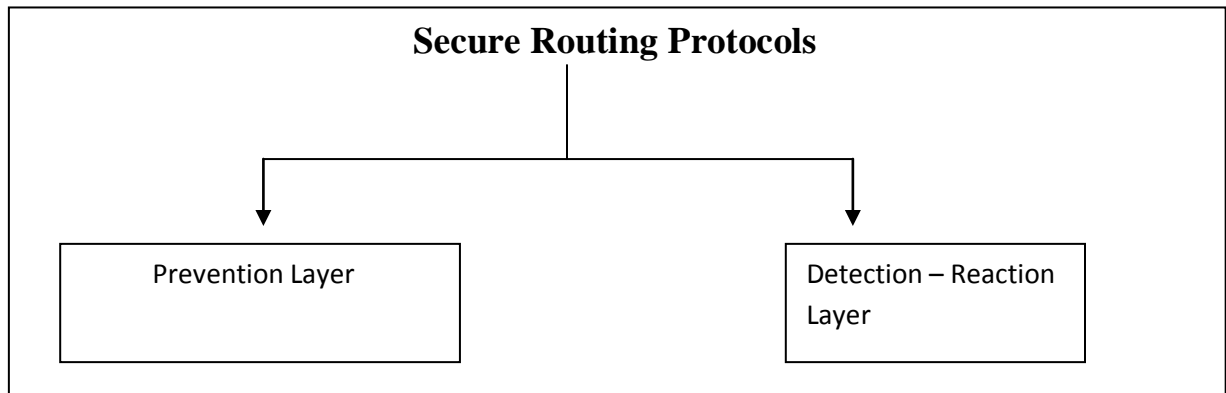 Secure Routing Protocols
Prevention Layer
Detection – Reaction
Layer